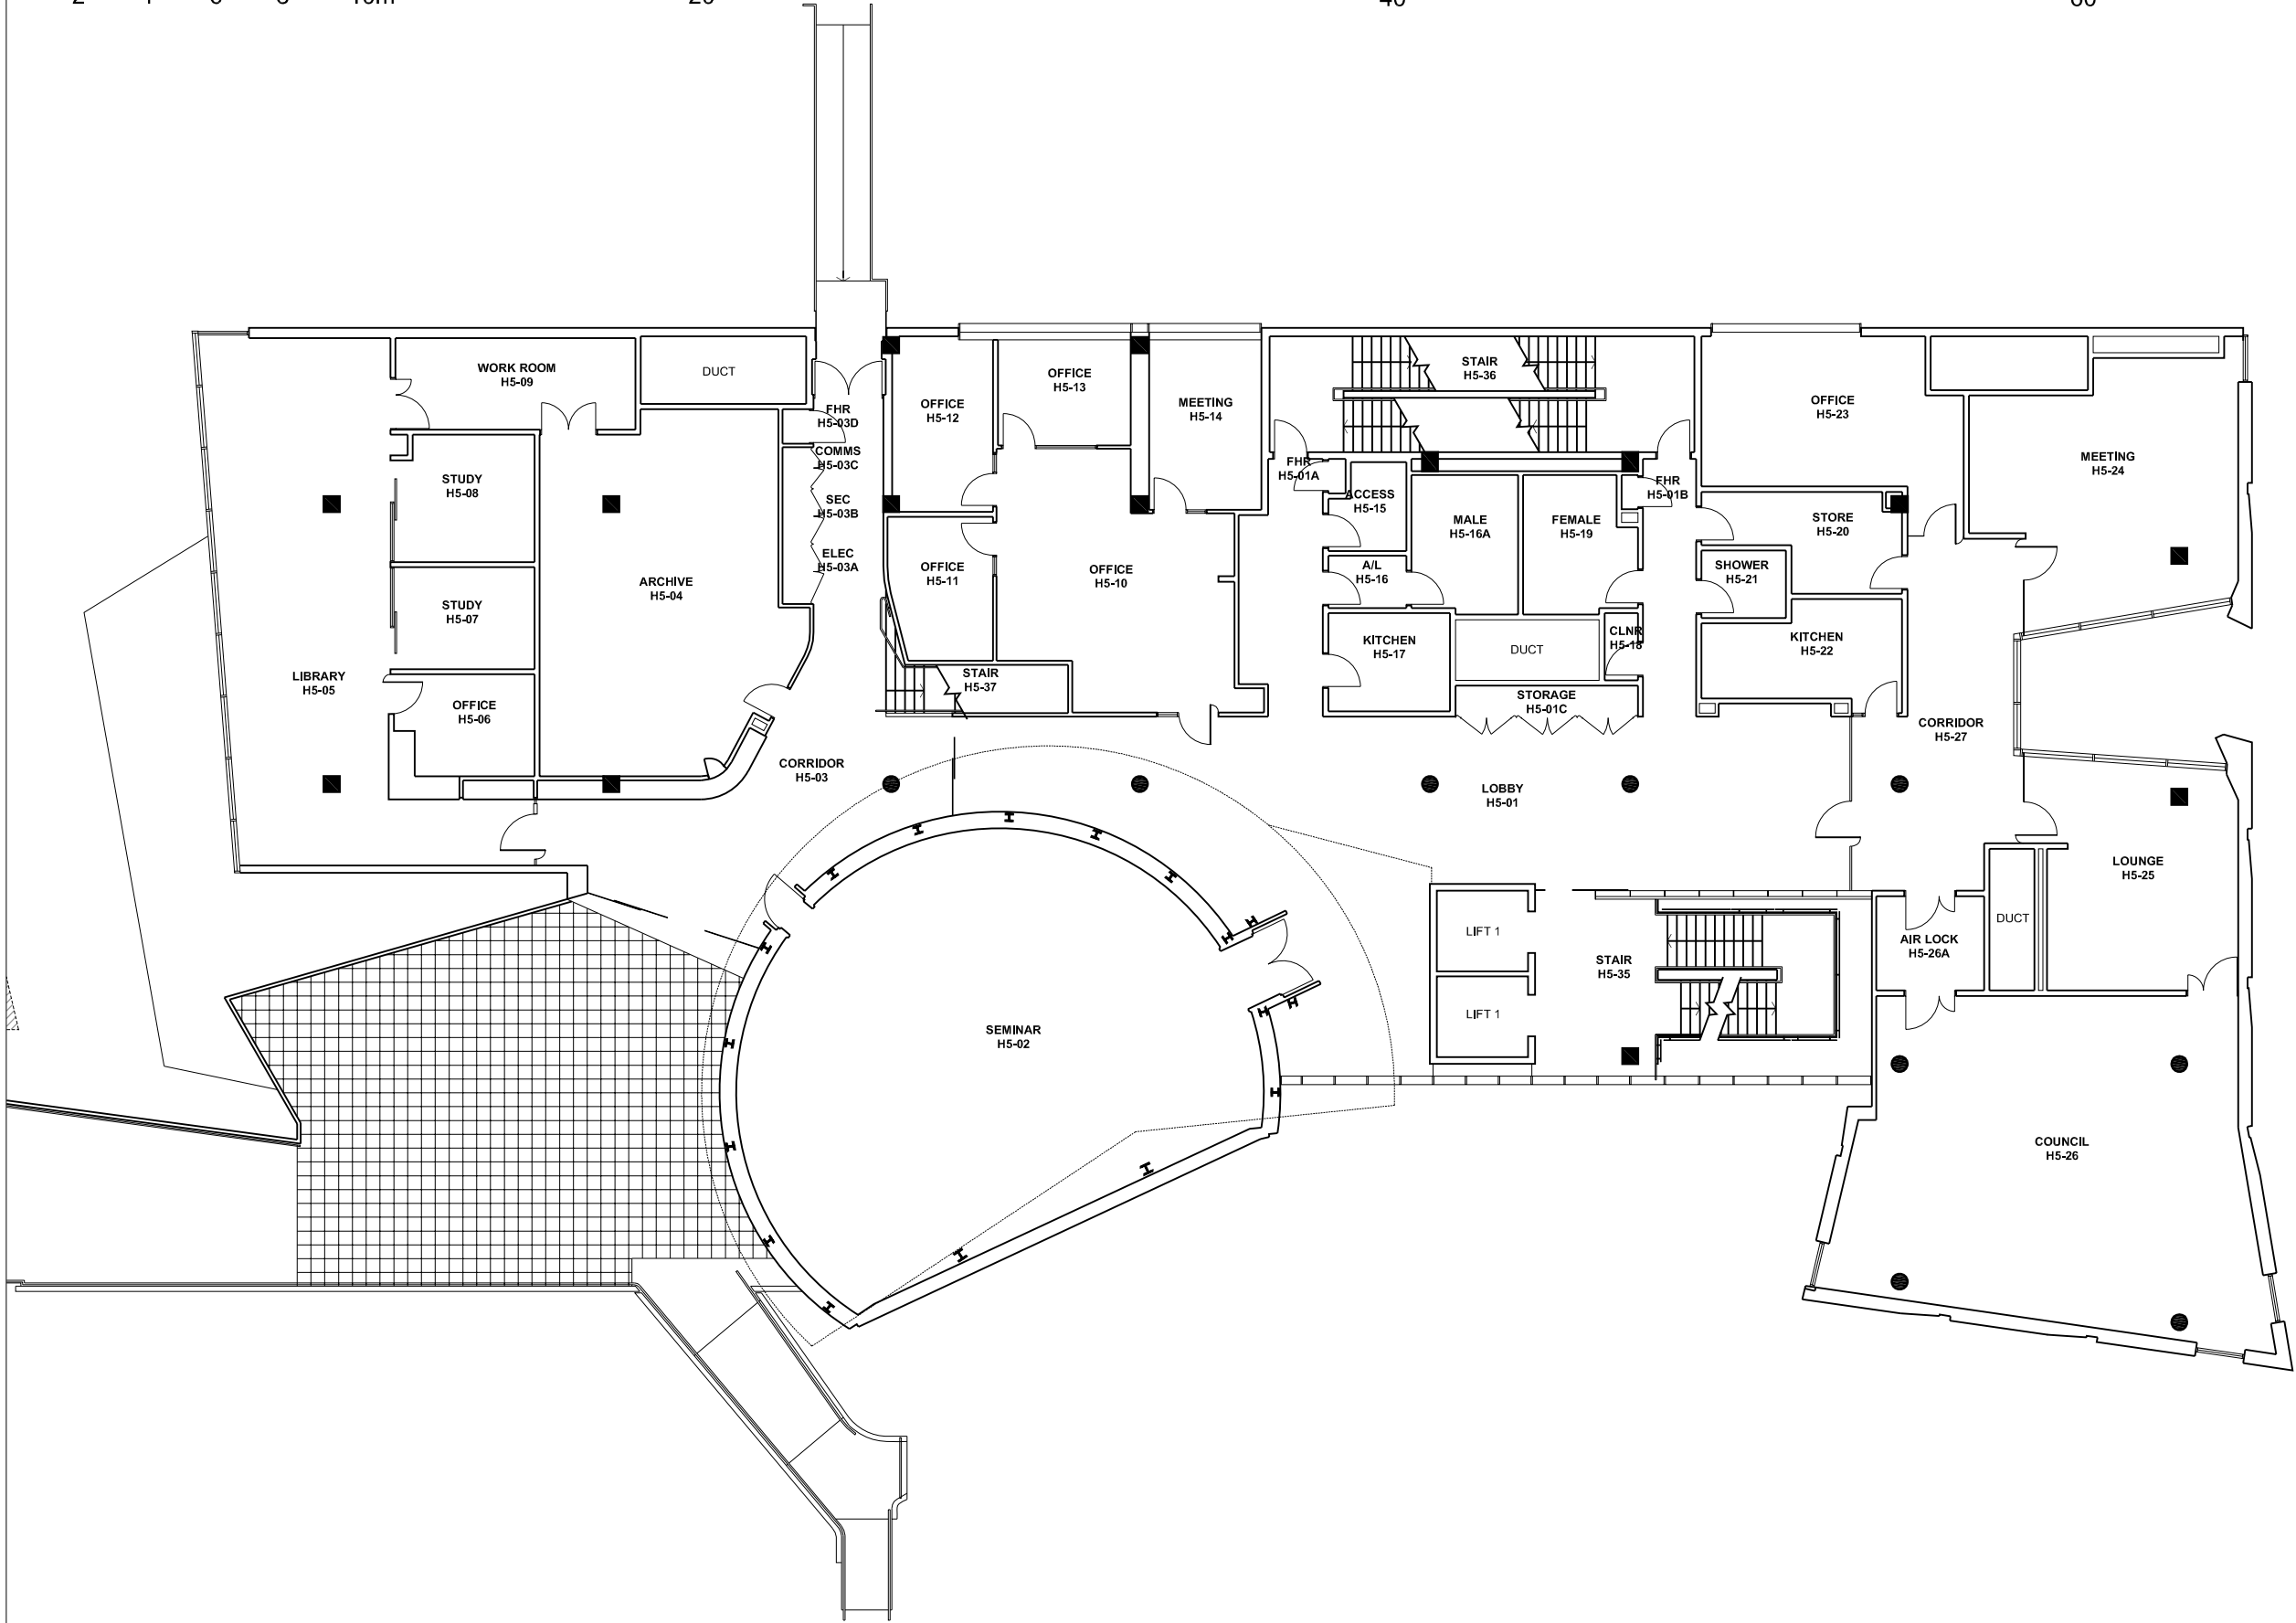 20
40
WORK ROOM
H5-09
DUCT
FHR
H5-03D
COMMS
H5-03C
SEC
H5-03B
ELEC
H5-03A
OFFICE
H5-12
OFFICE
H5-13
MEETING
H5-14
STAIR
H5-36
OFFICE
H5-23
MEETING
H5-24
STUDY
H5-08
STUDY
H5-07
ARCHIVE
H5-04
LIBRARY
H5-05
OFFICE
H5-06
OFFICE
H5-11
OFFICE
H5-10
STAIR
H5-37
FHR
H5-01A
ACCESS
H5-15
MALE
H5-16A
FEMALE
H5-19
FHR
H5-01B
STORE
H5-20
A/L
H5-16
SHOWER
H5-21
KITCHEN
H5-17
DUCT
CLNR
H5-18
KITCHEN
H5-22
STORAGE
H5-01C
CORRIDOR
H5-27
CORRIDOR
H5-03
LOBBY
H5-01
LOUNGE
H5-25
LIFT 1
STAIR
H5-35
AIR LOCK
H5-26A
DUCT
LIFT 1
SEMINAR
H5-02
COUNCIL
H5-26